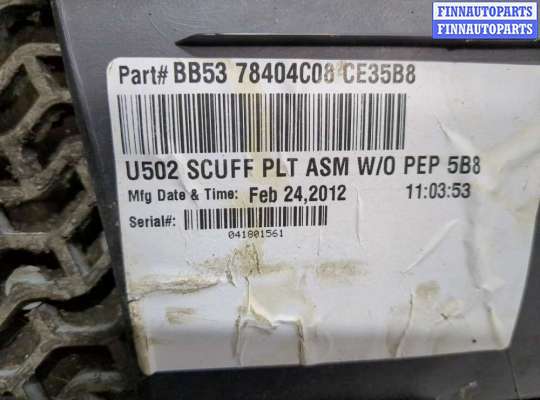 FINNAUTOPARTS
FINNAUTOPARTS
FINNAUTOPARTS
Part# BB53 78404C08 CE35B8
U502 SCUFF PLT ASM W/O PEP 5B8
Mfg Date & Time: Feb 24,2012 11:03:53
Serial#:
041801561